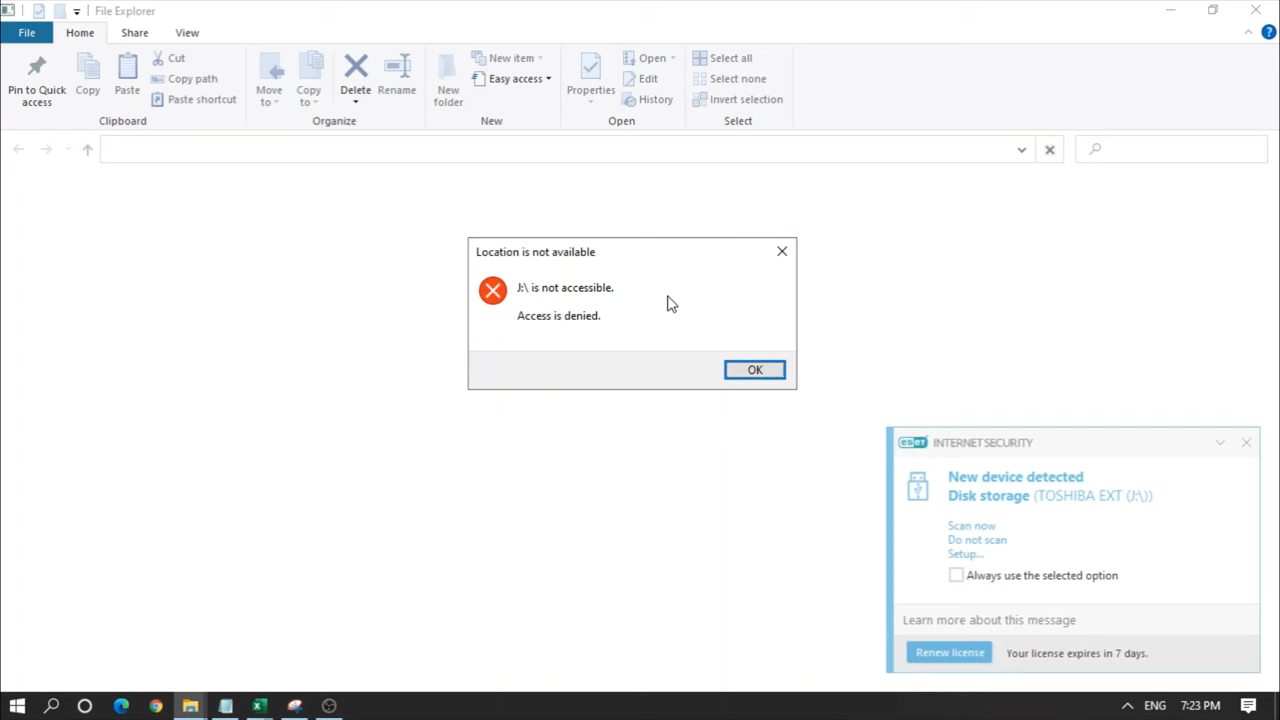 File Explorer
File Home Share View
Pin to Quick access
Copy
Paste
Cut
Copy path
Paste shortcut
Clipboard
Move to
Copy to
Delete
Rename
Organize
New folder
New item
Easy access
New
Properties
Open
Edit
History
Open
Select all
Select none
Invert selection
Select
Location is not available
J:\ is not accessible.
Access is denied.
OK
eset INTERNET SECURITY
New device detected
Disk storage (TOSHIBA EXT (J:\))
Scan now
Do not scan
Setup...
Always use the selected option
Learn more about this message
Renew license Your license expires in 7 days.
ENG 7:23 PM